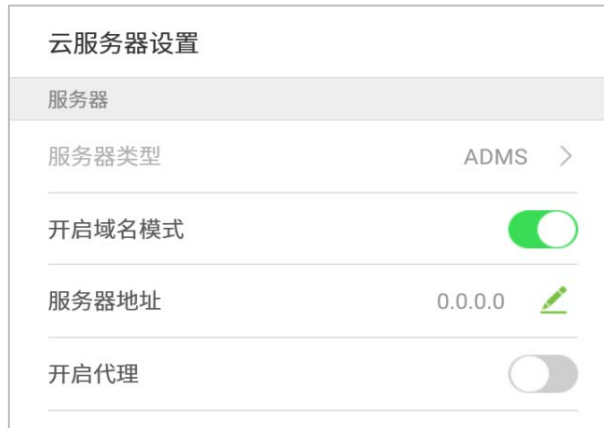 云服务器设置
服务器
服务器类型 ADMS
开启域名模式
服务器地址 0.0.0.0
开启代理